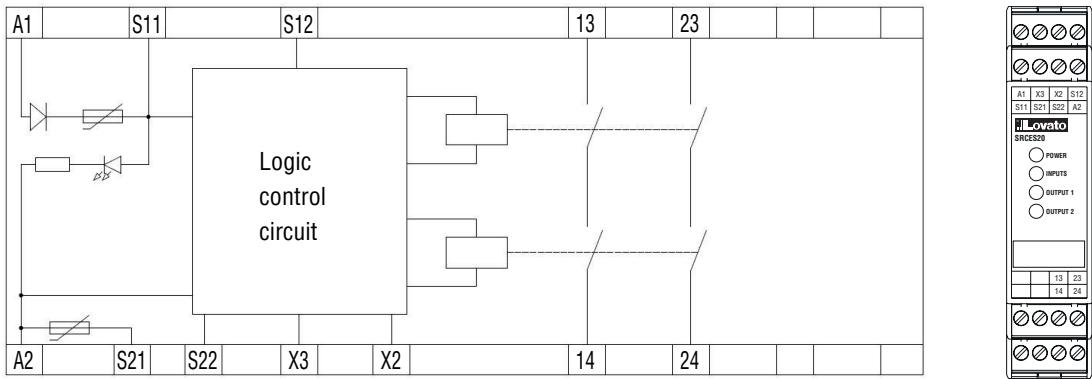 A1 S11 S12 13 23
Logic
control
circuit
A2 S21 S22 X3 X2 14 24
A1 X3 X2 S12
S11 S21 S22 A2
Lovato
SRCES20
POWER
INPUTS
OUTPUT 1
OUTPUT 2
13 23
14 24